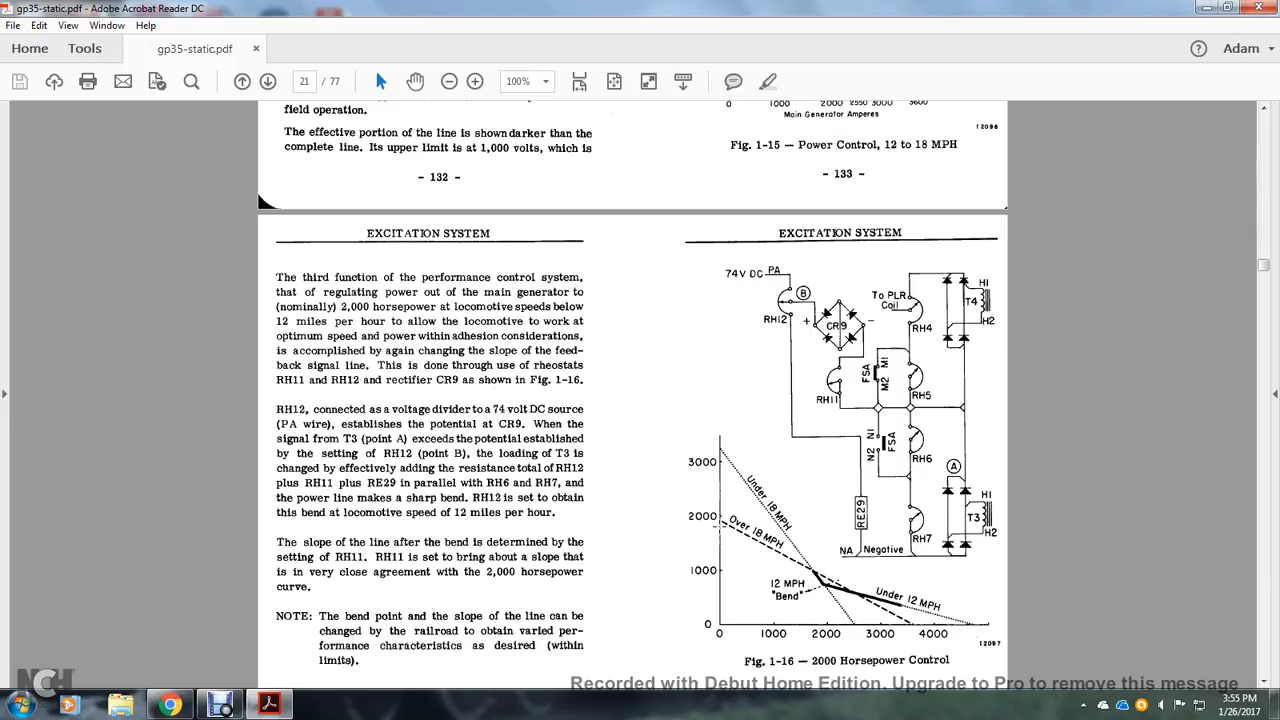 gp35-static.pdf - Adobe Acrobat Reader DC
File Edit View Window Help
Home Tools gp35-static.pdf × ? Adam
21 / 77 100%
field operation.
The effective portion of the line is shown darker than the
complete line. Its upper limit is at 1,000 volts, which is
- 132 -
0 1000 2000 2550 3000 3600
Main Generator Amperes
12096
Fig. 1-15 — Power Control, 12 to 18 MPH
- 133 -
EXCITATION SYSTEM
The third function of the performance control system,
that of regulating power out of the main generator to
(nominally) 2,000 horsepower at locomotive speeds below
12 miles per hour to allow the locomotive to work at
optimum speed and power within adhesion considerations,
is accomplished by again changing the slope of the feed-
back signal line. This is done through use of rheostats
RH11 and RH12 and rectifier CR9 as shown in Fig. 1-16.
RH12, connected as a voltage divider to a 74 volt DC source
(PA wire), establishes the potential at CR9. When the
signal from T3 (point A) exceeds the potential established
by the setting of RH12 (point B), the loading of T3 is
changed by effectively adding the resistance total of RH12
plus RH11 plus RE29 in parallel with RH6 and RH7, and
the power line makes a sharp bend. RH12 is set to obtain
this bend at locomotive speed of 12 miles per hour.
The slope of the line after the bend is determined by the
setting of RH11. RH11 is set to bring about a slope that
is in very close agreement with the 2,000 horsepower
curve.
NOTE: The bend point and the slope of the line can be
changed by the railroad to obtain varied per-
formance characteristics as desired (within
limits).
EXCITATION SYSTEM
74V DC PA
B
RH12
+ CR9 −
To PLR
Coil
RH4
T4
H1
H2
RH11
FSA
M1
M2
RH5
N1
N2
FSA
RH6
A
RE29
RH7
T3
H1
H2
NA Negative
3000
2000
1000
0
Under 18 MPH
Over 18 MPH
12 MPH
"Bend"
Under 12 MPH
0 1000 2000 3000 4000
12097
Fig. 1-16 — 2000 Horsepower Control
NCH
Recorded with Debut Home Edition. Upgrade to Pro to remove this message
3:55 PM
1/26/2017